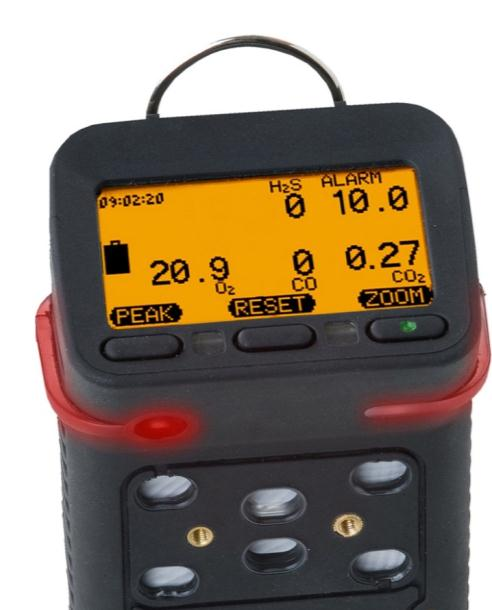 H₂S ALARM
09:02:20 0 10.0
20.9 0 0.27
O₂ CO CO₂
PEAK RESET ZOOM